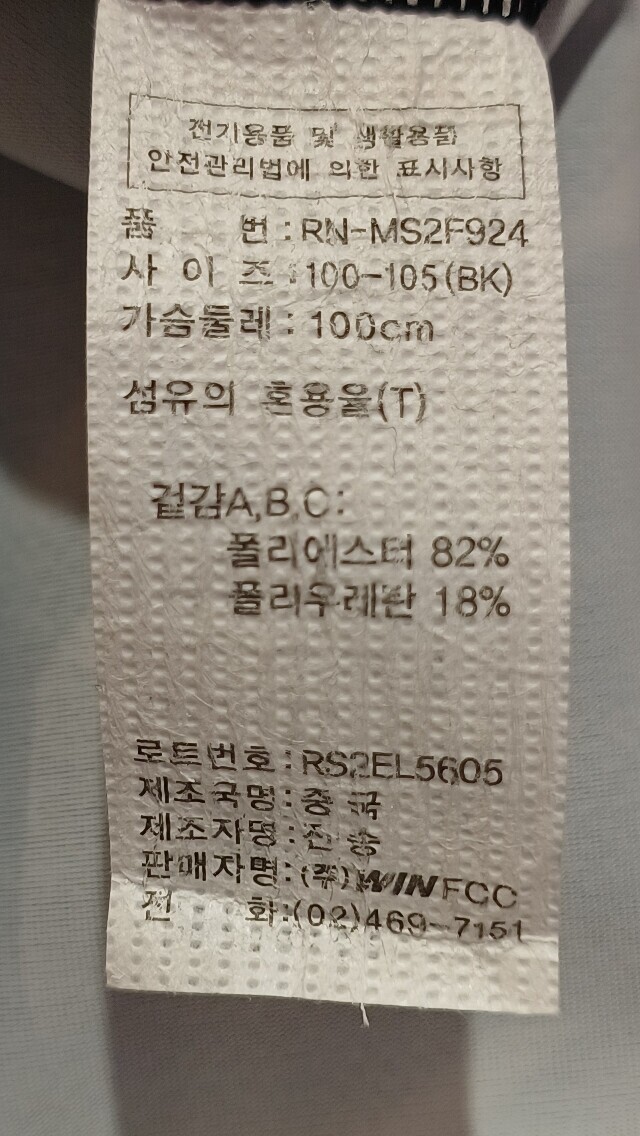 전기용품 및 생활용품
안전관리법에 의한 표시사항
품 번 : RN-MS2F924
사 이 즈 : 100-105(BK)
가슴둘레 : 100cm
섬유의 혼용율(T)
겉감A,B,C:
폴리에스터 82%
폴리우레탄 18%
로트번호 : RS2EL5605
제조국명 : 중 국
제조자명 : 진 송
판매자명 : (주)WINFCC
전 화 : (02)469-7151